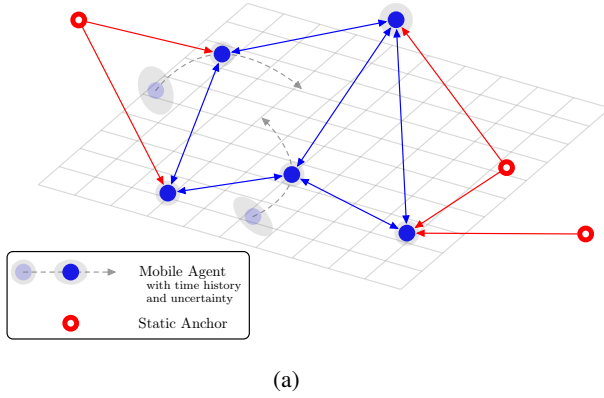 Mobile Agent
with time history
and uncertainty
Static Anchor
(a)